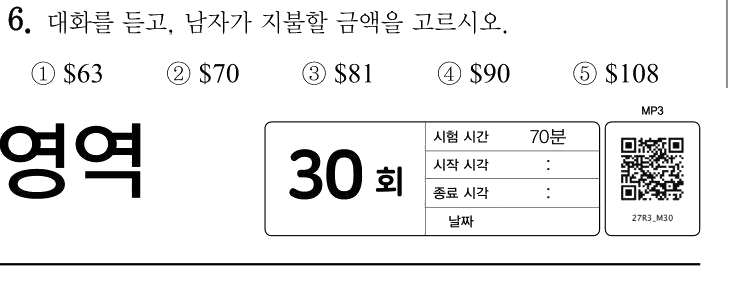 6. 대화를 듣고, 남자가 지불할 금액을 고르시오.
① $63 ② $70 ③ $81 ④ $90 ⑤ $108
영역
30 회
시험 시간 70분
시작 시각 :
종료 시각 :
날짜
MP3
27R3_M30